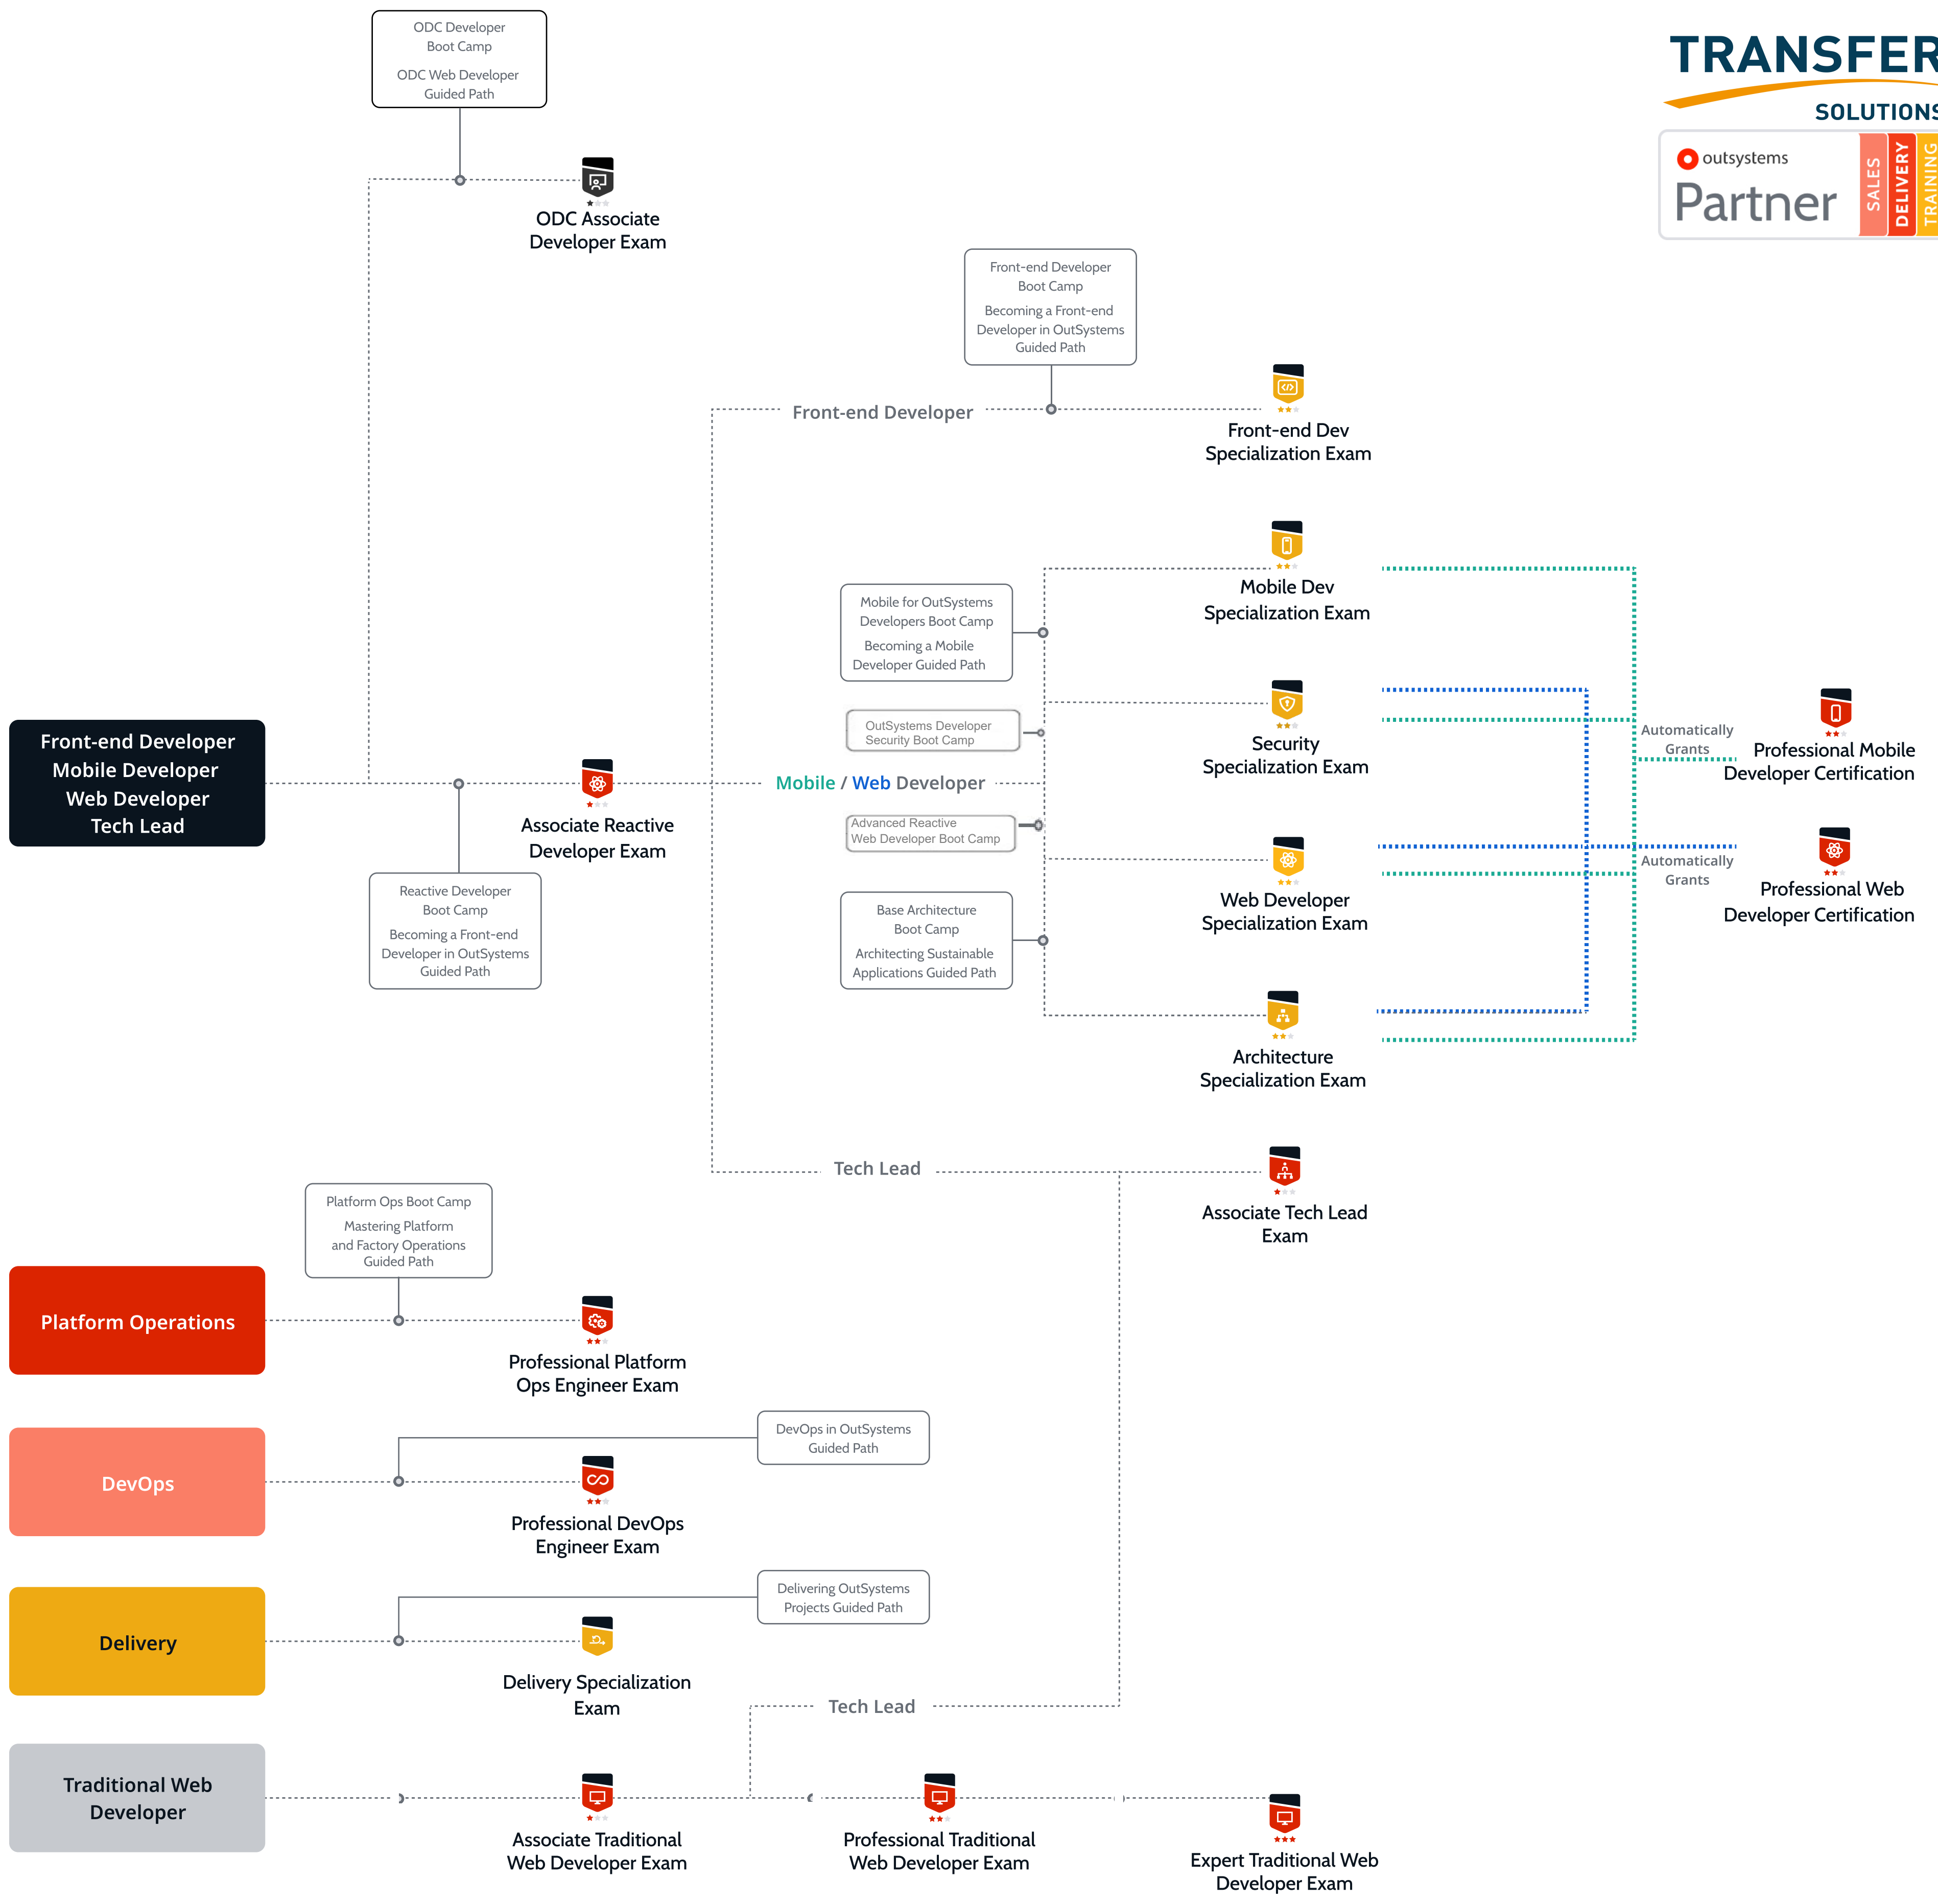 ODC Developer
Boot Camp
ODC Web Developer
Guided Path
TRANSFER
SOLUTIONS
outsystems
Partner
SALES
DELIVERY
TRAINING
ODC Associate
Developer Exam
Front-end Developer
Boot Camp
Becoming a Front-end
Developer in OutSystems
Guided Path
Front-end Developer
Front-end Dev
Specialization Exam
Mobile Dev
Specialization Exam
Mobile for OutSystems
Developers Boot Camp
Becoming a Mobile
Developer Guided Path
OutSystems Developer
Security Boot Camp
Security
Specialization Exam
Automatically
Grants
Professional Mobile
Developer Certification
Front-end Developer
Mobile Developer
Web Developer
Tech Lead
Associate Reactive
Developer Exam
Mobile / Web Developer
Advanced Reactive
Web Developer Boot Camp
Web Developer
Specialization Exam
Automatically
Grants
Professional Web
Developer Certification
Reactive Developer
Boot Camp
Becoming a Front-end
Developer in OutSystems
Guided Path
Base Architecture
Boot Camp
Architecting Sustainable
Applications Guided Path
Architecture
Specialization Exam
Tech Lead
Associate Tech Lead
Exam
Platform Ops Boot Camp
Mastering Platform
and Factory Operations
Guided Path
Platform Operations
Professional Platform
Ops Engineer Exam
DevOps in OutSystems
Guided Path
DevOps
Professional DevOps
Engineer Exam
Delivering OutSystems
Projects Guided Path
Delivery
Delivery Specialization
Exam
Tech Lead
Traditional Web
Developer
Associate Traditional
Web Developer Exam
Professional Traditional
Web Developer Exam
Expert Traditional Web
Developer Exam